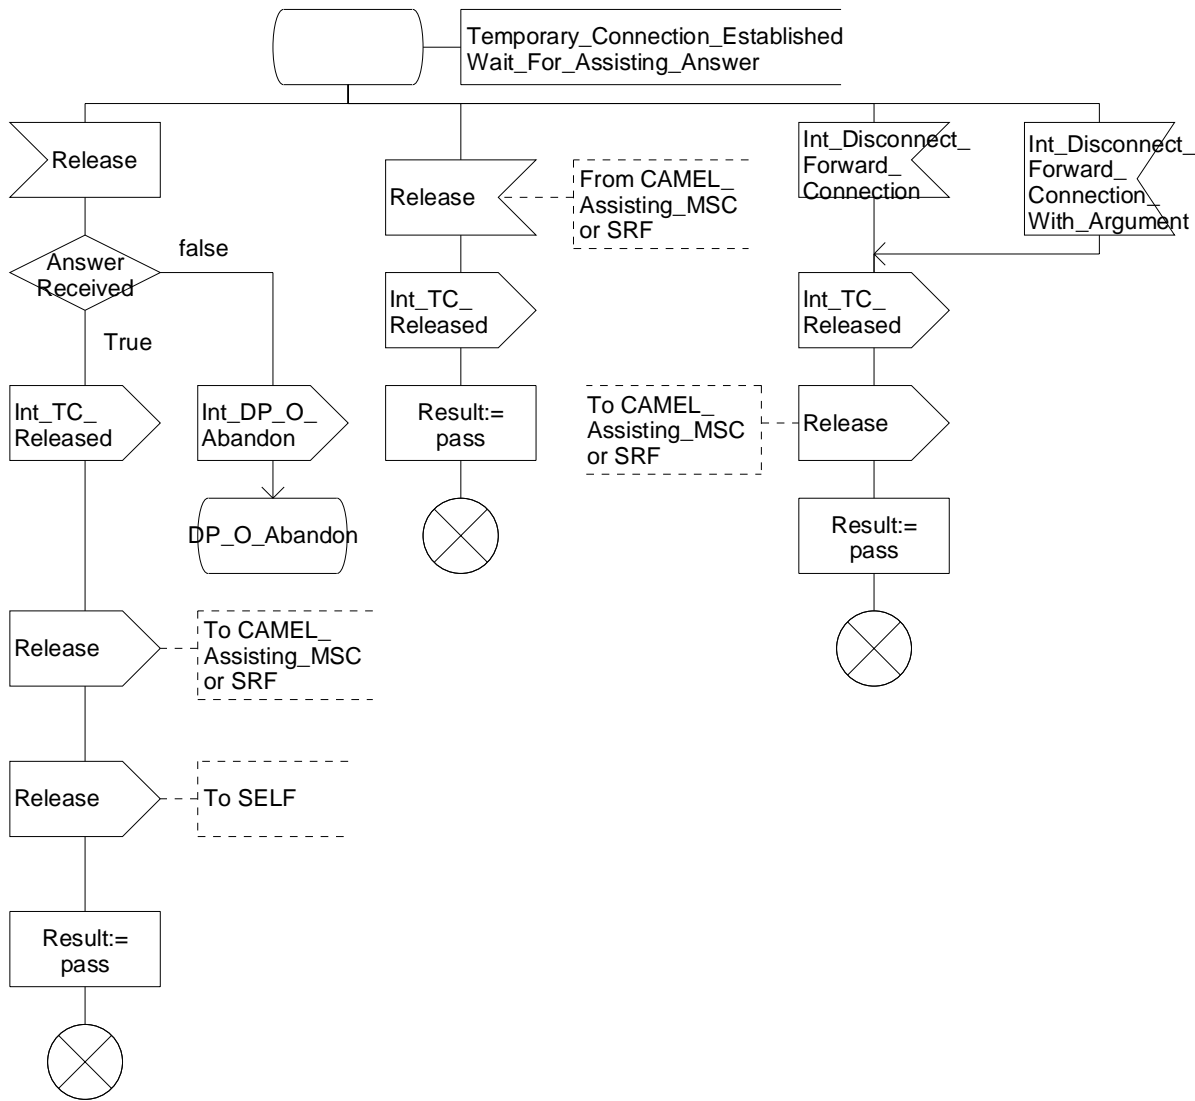 Temporary_Connection_Established
Wait_For_Assisting_Answer
Release
Release
From CAMEL_
Assisting_MSC
or SRF
Int_Disconnect_
Forward_
Connection
Int_Disconnect_
Forward_
Connection_
With_Argument
Answer
Received
false
True
Int_TC_
Released
Int_TC_
Released
Int_TC_
Released
Int_DP_O_
Abandon
Result:=
pass
To CAMEL_
Assisting_MSC
or SRF
Release
DP_O_Abandon
Result:=
pass
Release
To CAMEL_
Assisting_MSC
or SRF
Release
To SELF
Result:=
pass